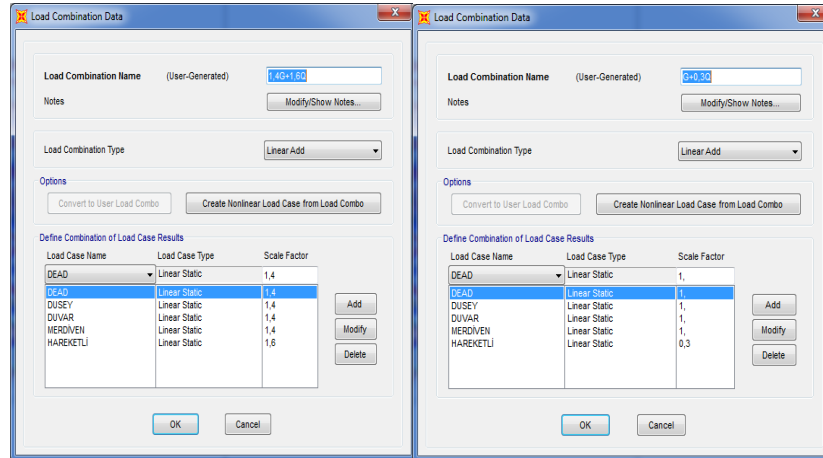 Load Combination Data
X
Load Combination Name (User-Generated) 1,4G+1,6Q
Notes Modify/Show Notes...
Load Combination Type Linear Add
Options
Convert to User Load Combo Create Nonlinear Load Case from Load Combo
Define Combination of Load Case Results
Load Case Name Load Case Type Scale Factor
DEAD Linear Static 1,4
DEAD Linear Static 1,4
DUSEY Linear Static 1,4
DUVAR Linear Static 1,4
MERDİVEN Linear Static 1,4
HAREKETLİ Linear Static 1,6
Add
Modify
Delete
OK Cancel
Load Combination Data
X
Load Combination Name (User-Generated) G+0,3Q
Notes Modify/Show Notes...
Load Combination Type Linear Add
Options
Convert to User Load Combo Create Nonlinear Load Case from Load Combo
Define Combination of Load Case Results
Load Case Name Load Case Type Scale Factor
DEAD Linear Static 1,
DEAD Linear Static 1,
DUSEY Linear Static 1,
DUVAR Linear Static 1,
MERDİVEN Linear Static 1,
HAREKETLİ Linear Static 0,3
Add
Modify
Delete
OK Cancel